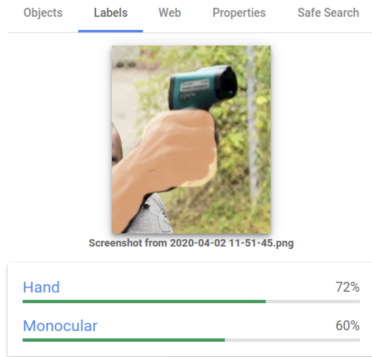 Objects Labels Web Properties Safe Search
Screenshot from 2020-04-02 11-51-45.png
Hand 72%
Monocular 60%